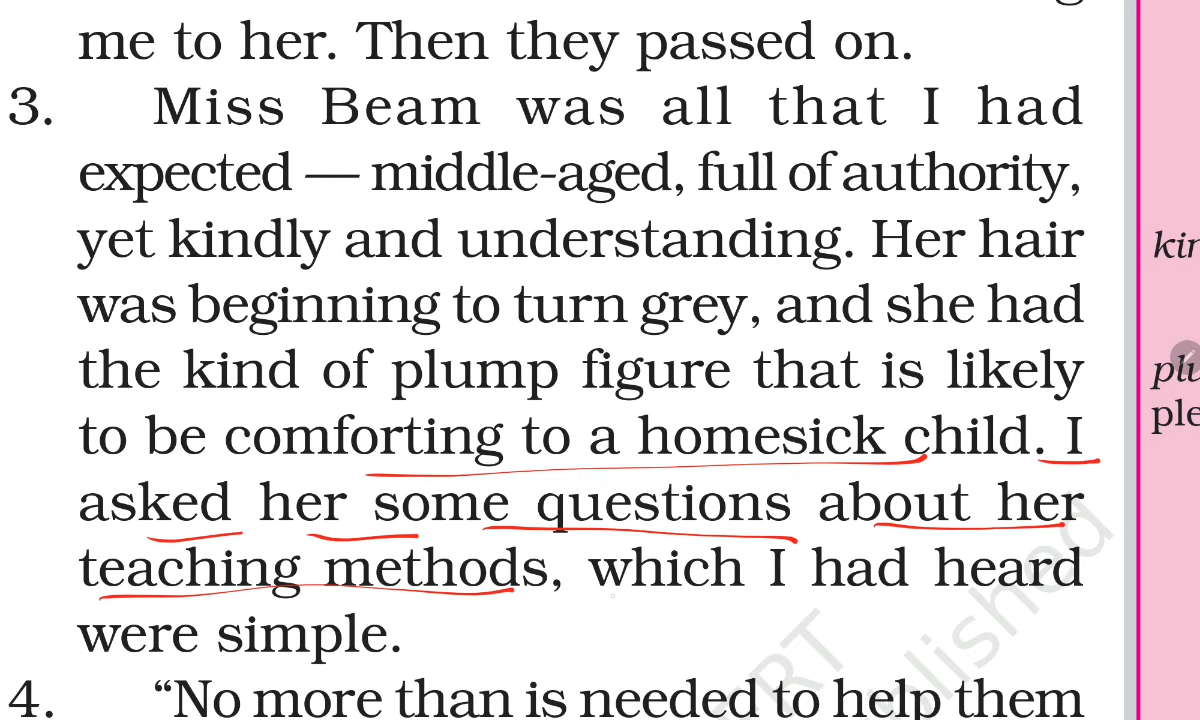 me to her. Then they passed on.
3. Miss Beam was all that I had
expected — middle-aged, full of authority,
yet kindly and understanding. Her hair
was beginning to turn grey, and she had
the kind of plump figure that is likely
to be comforting to a homesick child. I
asked her some questions about her
teaching methods, which I had heard
were simple.
4. “No more than is needed to help them